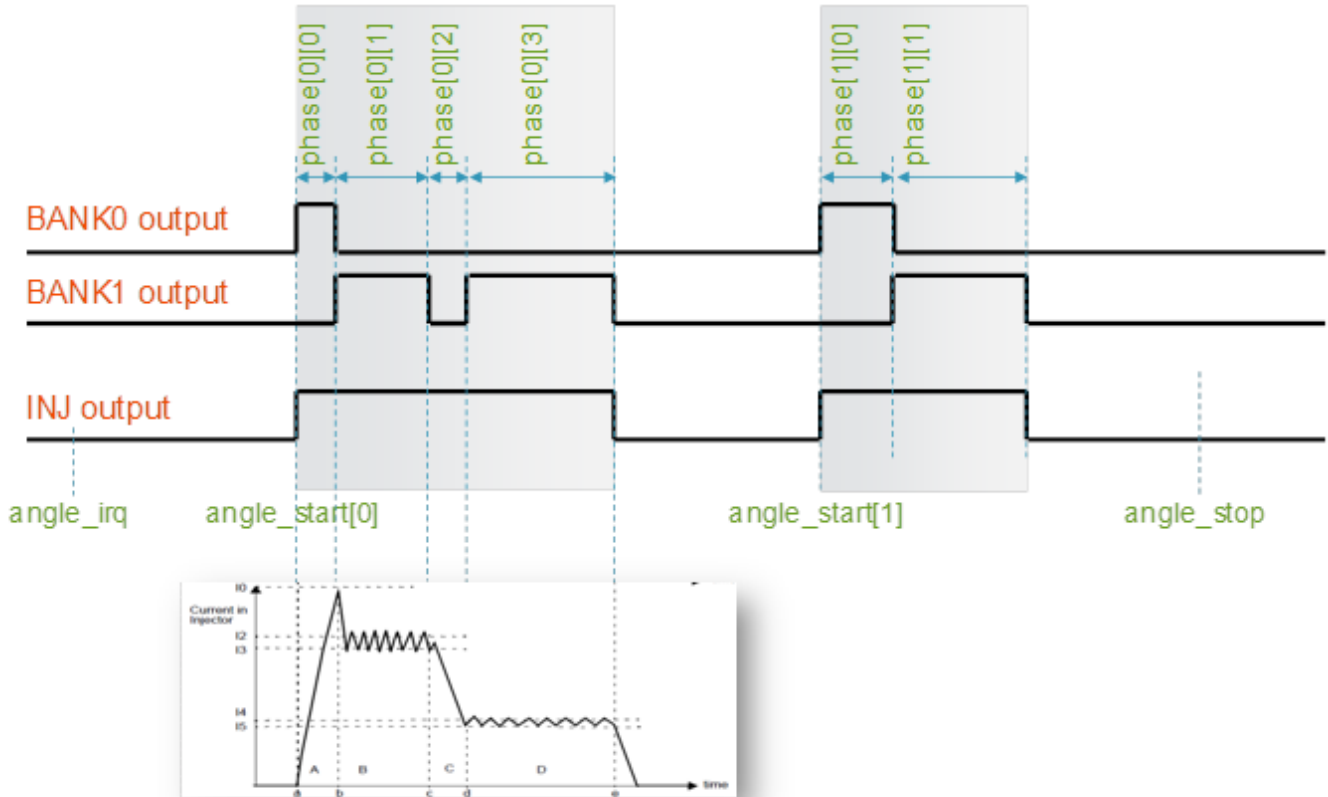 phase[0][0]
phase[0][1]
phase[0][2]
phase[0][3]
phase[1][0]
phase[1][1]
BANK0 output
BANK1 output
INJ output
angle_irq
angle_start[0]
angle_start[1]
angle_stop
I0
Current in
Injector
I2
I3
I4
I5
A B C D
time
a b c d e